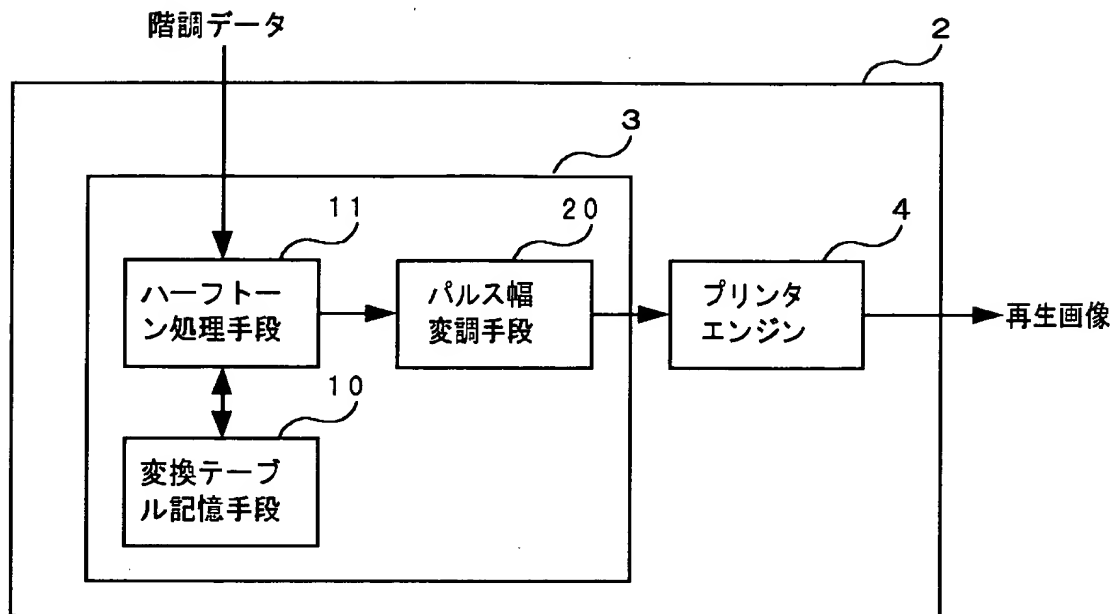 階調データ
2
3
11
20
4
ハーフトー
ン処理手段
パルス幅
変調手段
プリンタ
エンジン
再生画像
10
変換テーブ
ル記憶手段